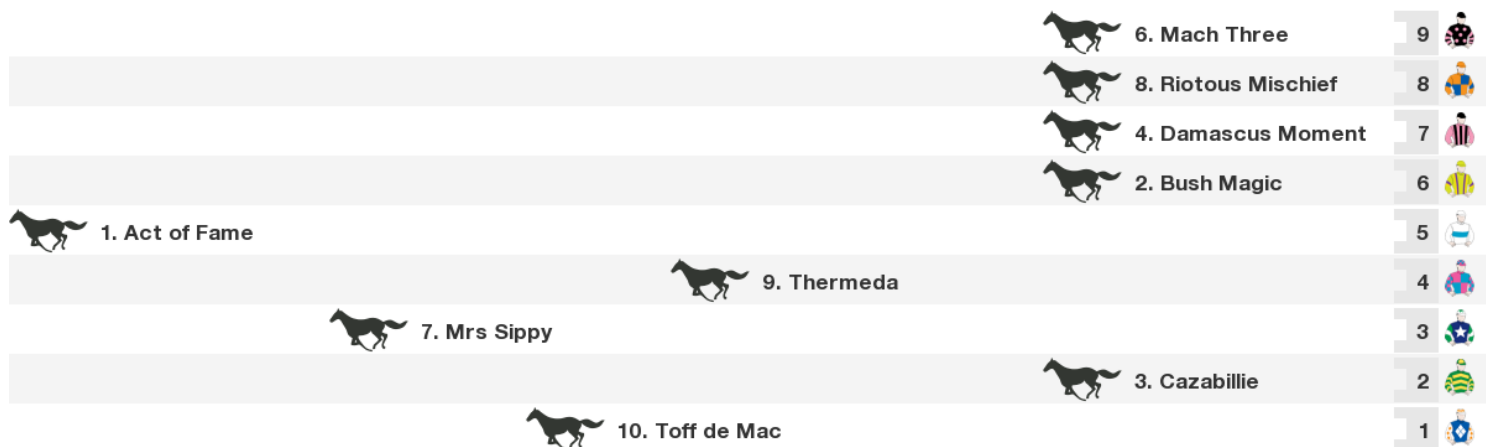 6. Mach Three 9
8. Riotous Mischief 8
4. Damascus Moment 7
2. Bush Magic 6
1. Act of Fame 5
9. Thermeda 4
7. Mrs Sippy 3
3. Cazabillie 2
10. Toff de Mac 1